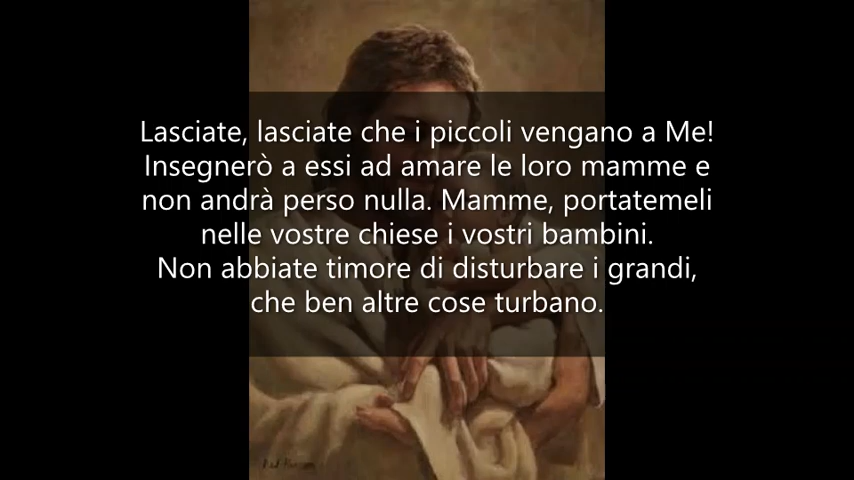 Lasciate, lasciate che i piccoli vengano a Me!
Insegnerò a essi ad amare le loro mamme e
non andrà perso nulla. Mamme, portatemeli
nelle vostre chiese i vostri bambini.
Non abbiate timore di disturbare i grandi,
che ben altre cose turbano.